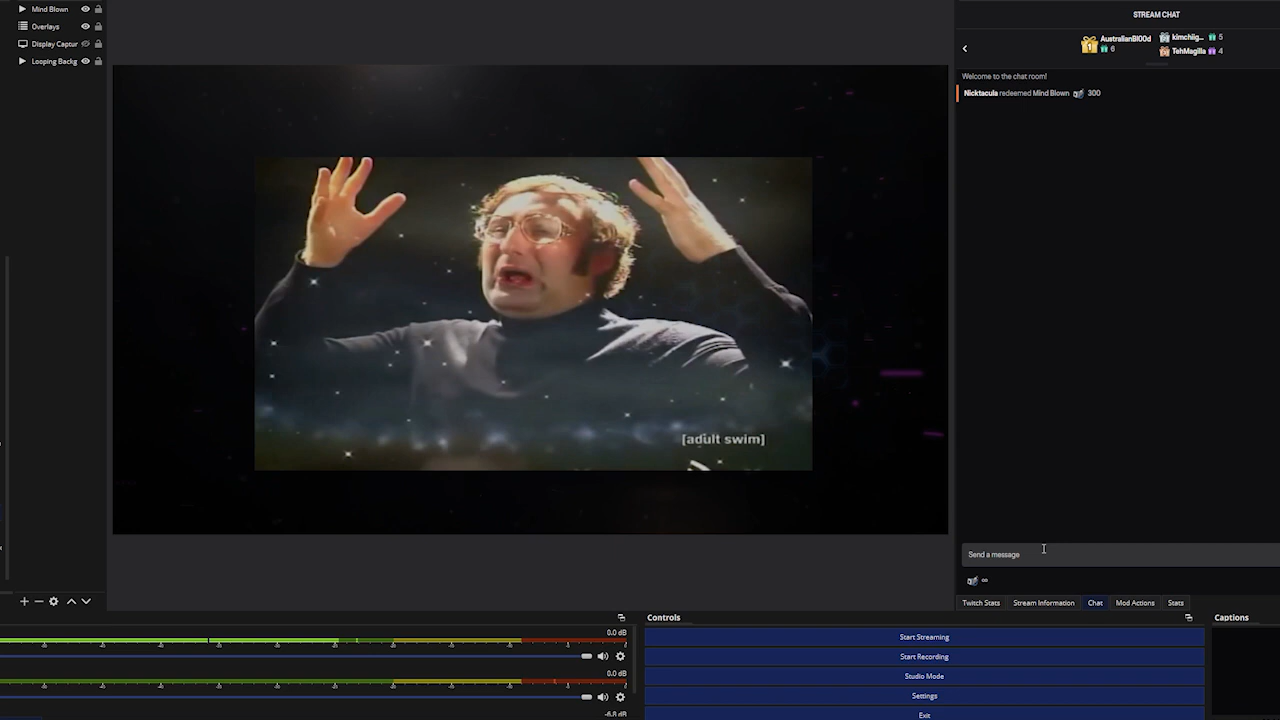 Mind Blown
Overlays
Display Captur
Looping Backg
[adult swim]
STREAM CHAT
1 AustralianBl00d 6
kimchiig... 5
TehMagilla 4
Welcome to the chat room!
Nicktacula redeemed Mind Blown 300
Send a message
∞
Twitch Stats Stream Information Chat Mod Actions Stats
Controls
Captions
0.0 dB
0.0 dB
-6.8 dB
Start Streaming
Start Recording
Studio Mode
Settings
Exit